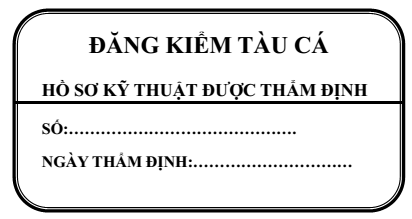 ĐĂNG KIỂM TÀU CÁ
HỒ SƠ KỸ THUẬT ĐƯỢC THẨM ĐỊNH
SỐ:...........................................
NGÀY THẨM ĐỊNH:..............................